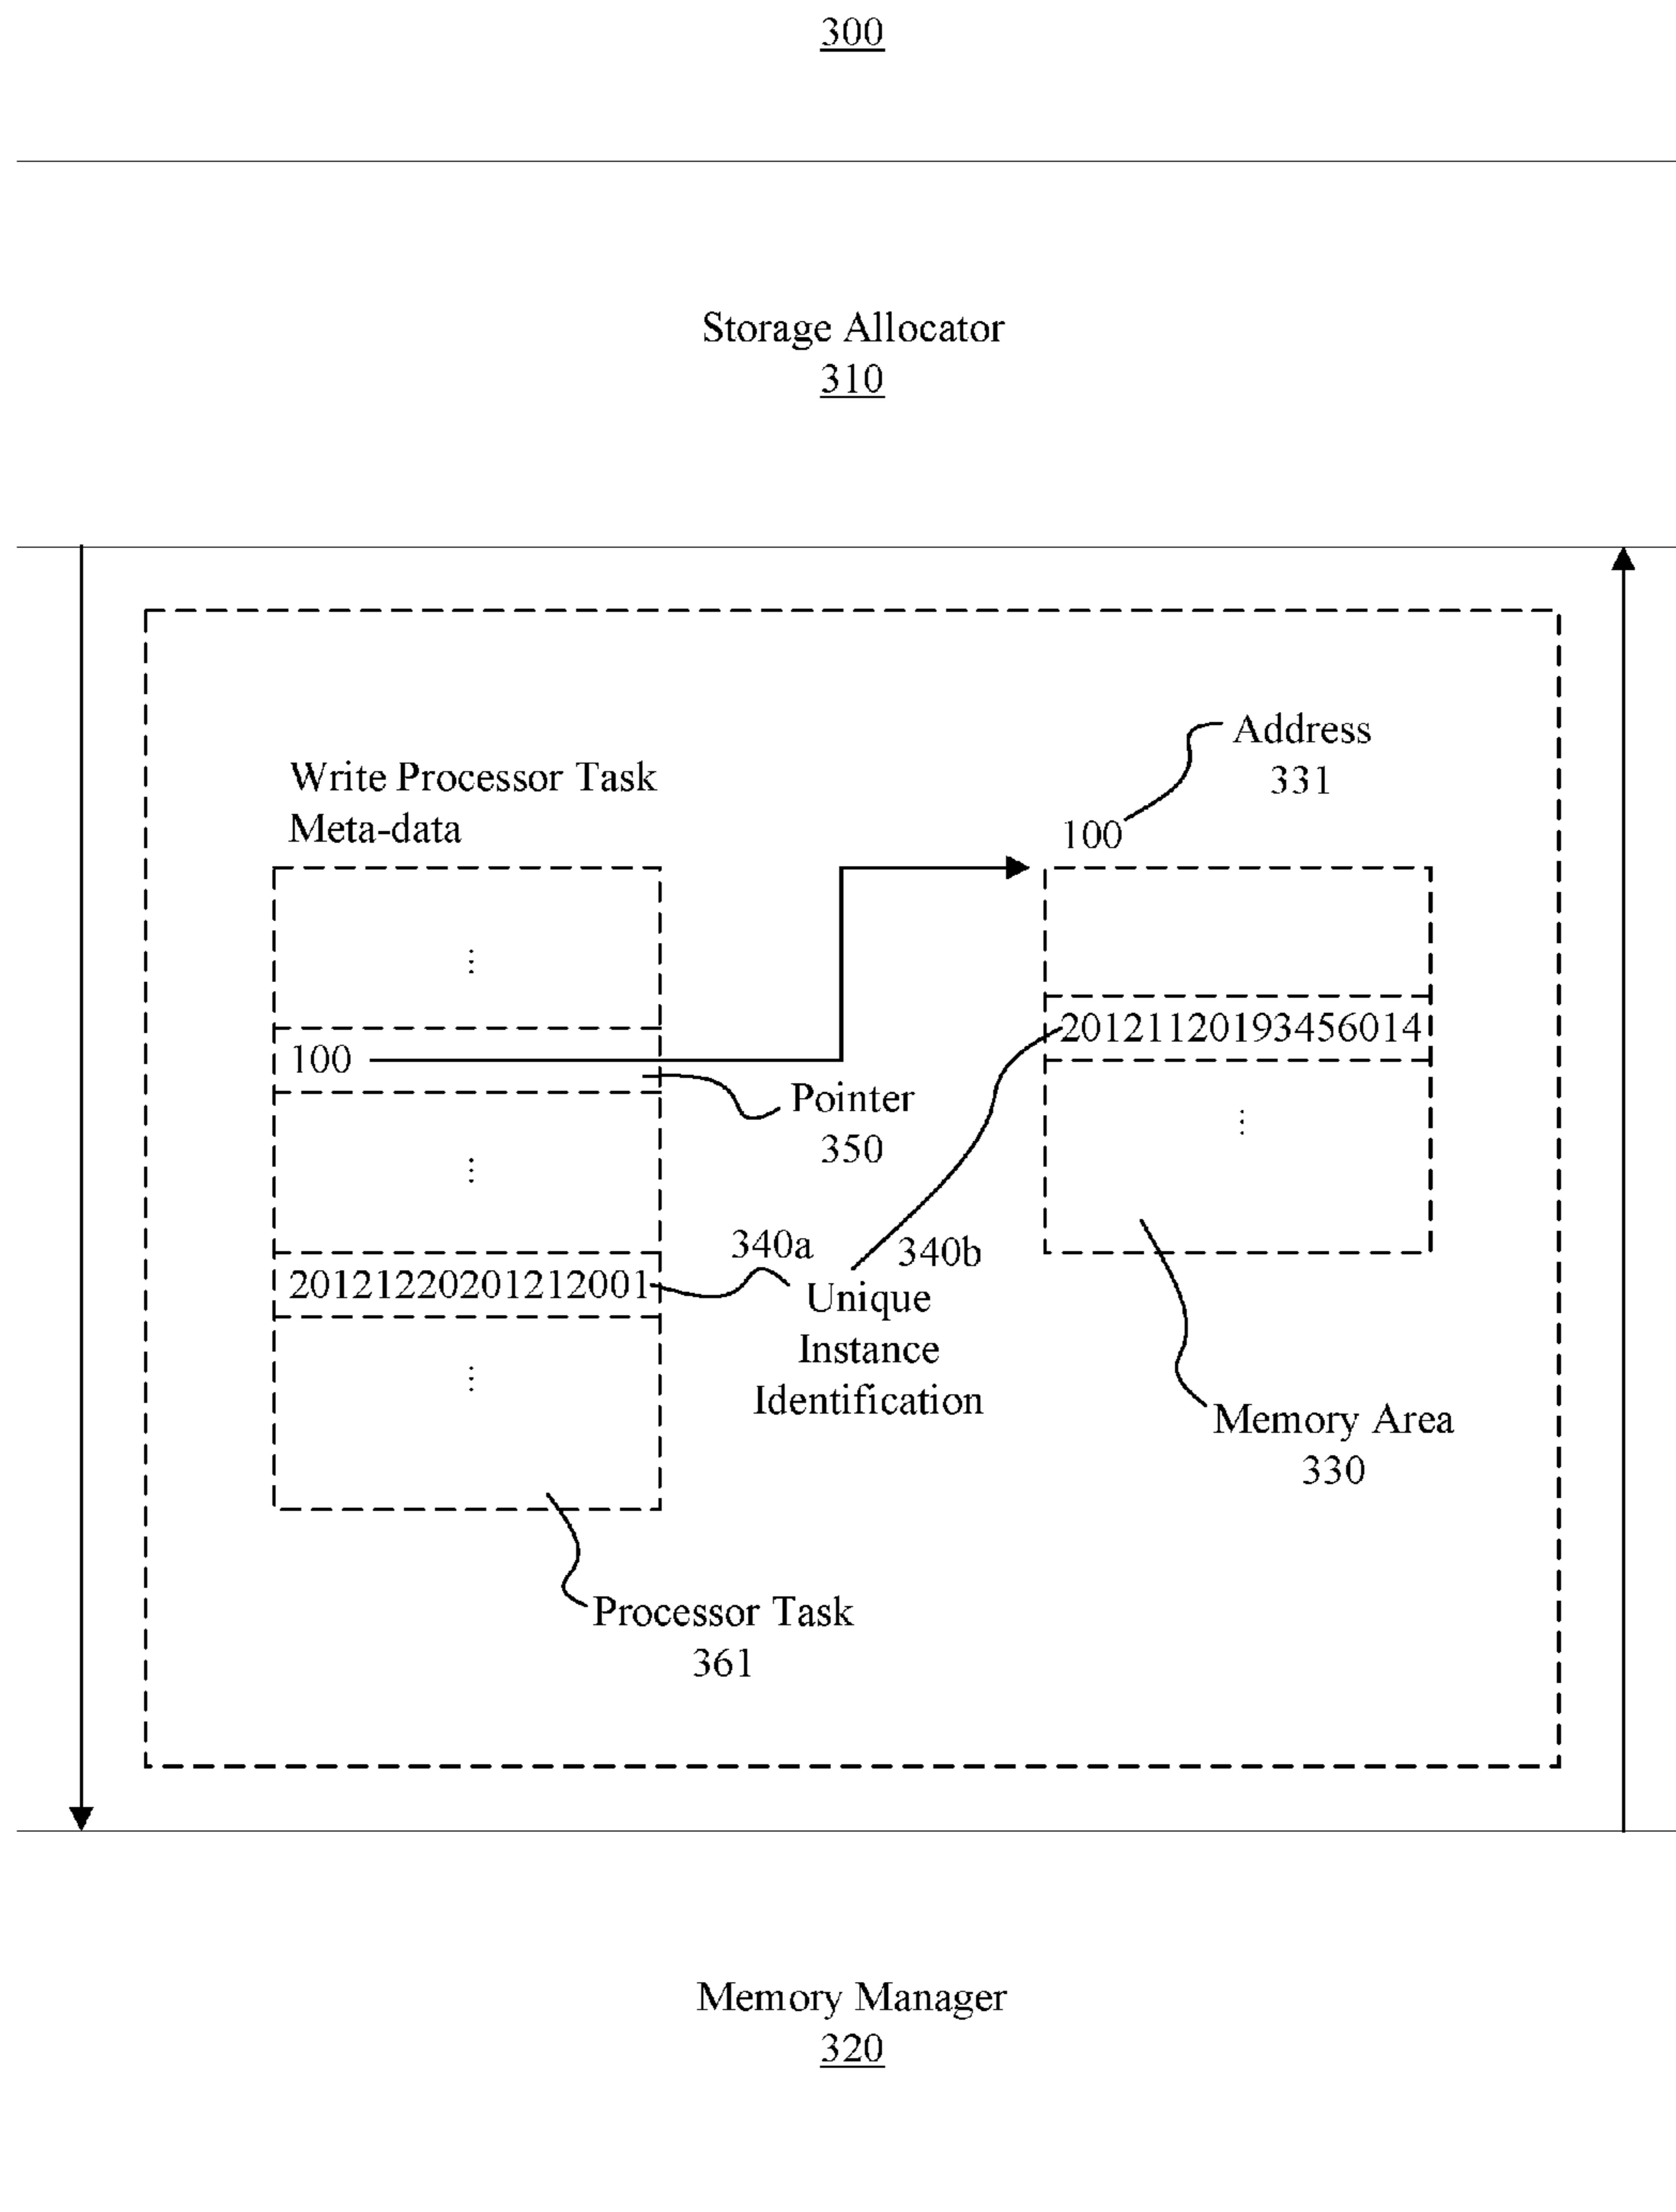 300
Storage Allocator
310
Address
331
Write Processor Task
Meta-data
100
⋮
20121120193456014
100
Pointer
350
⋮
⋮
340a
340b
20121220201212001
Unique
Instance
Identification
⋮
Memory Area
330
Processor Task
361
Memory Manager
320